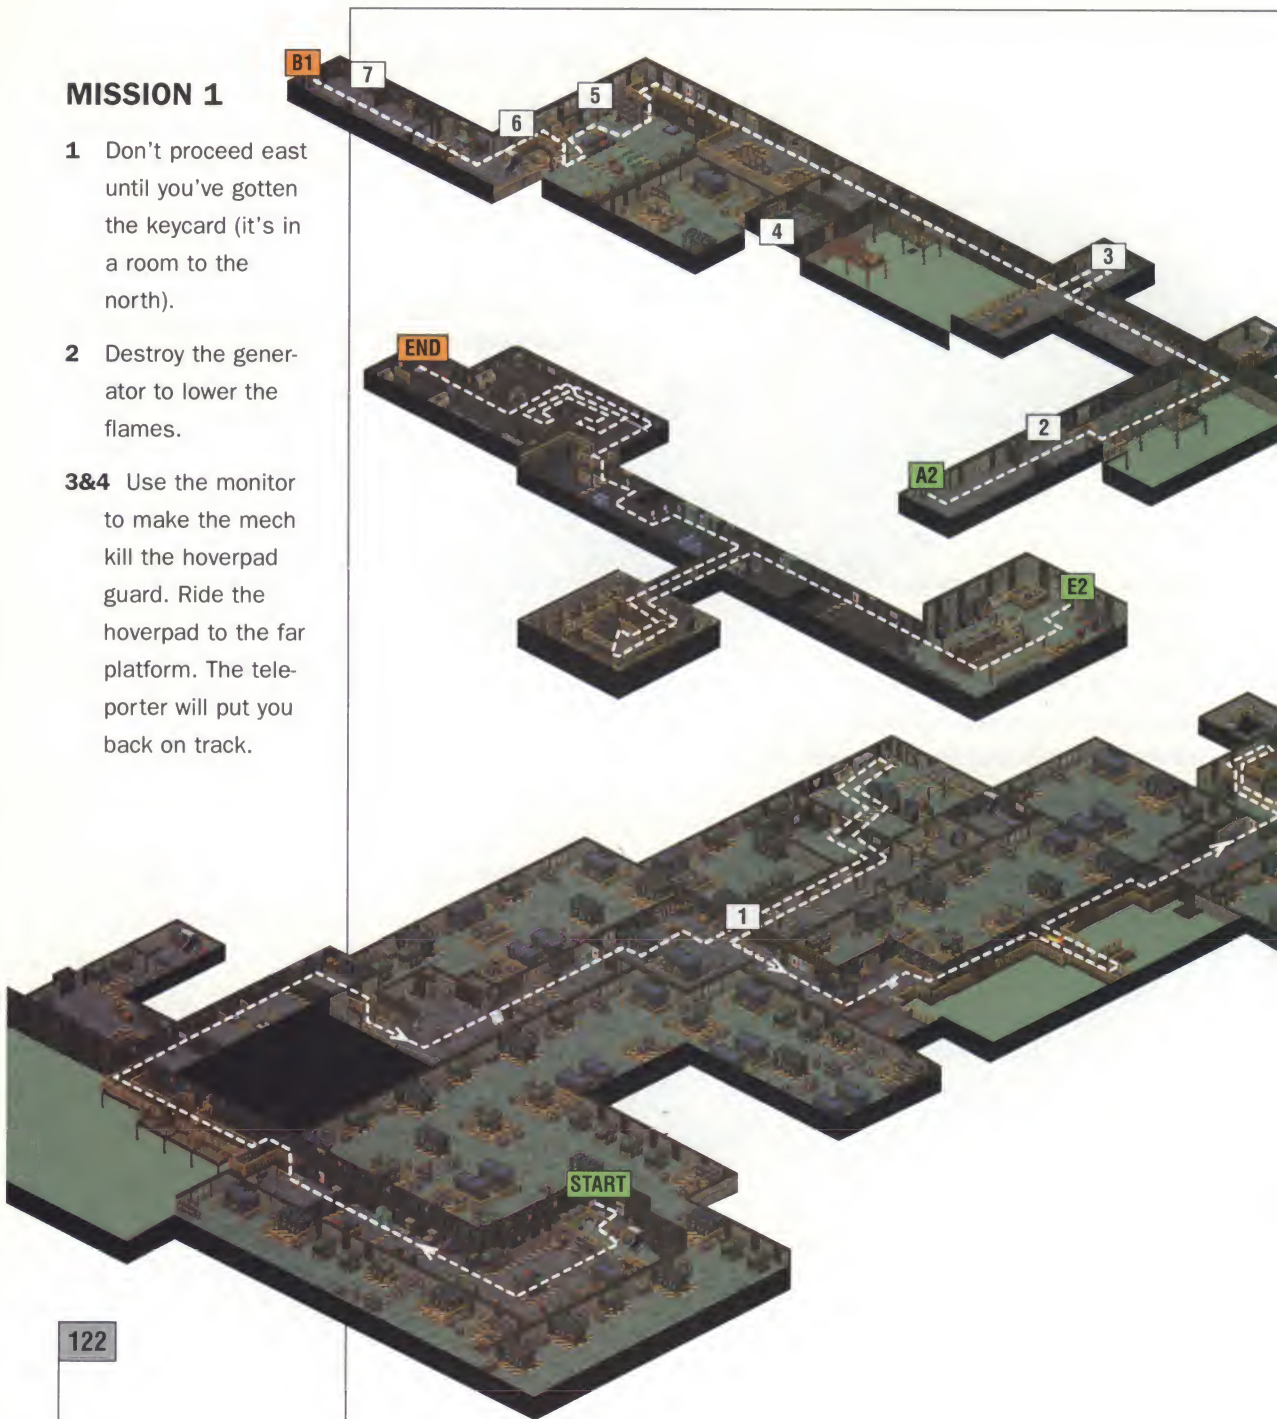 MISSION 1
1 Don't proceed east
until you've gotten
the keycard (it's in
a room to the
north).
2 Destroy the gener-
ator to lower the
flames.
3&4 Use the monitor
to make the mech
kill the hoverpad
guard. Ride the
hoverpad to the far
platform. The tele-
porter will put you
back on track.
B1
7
6
5
4
3
END
2
A2
E2
1
START
122